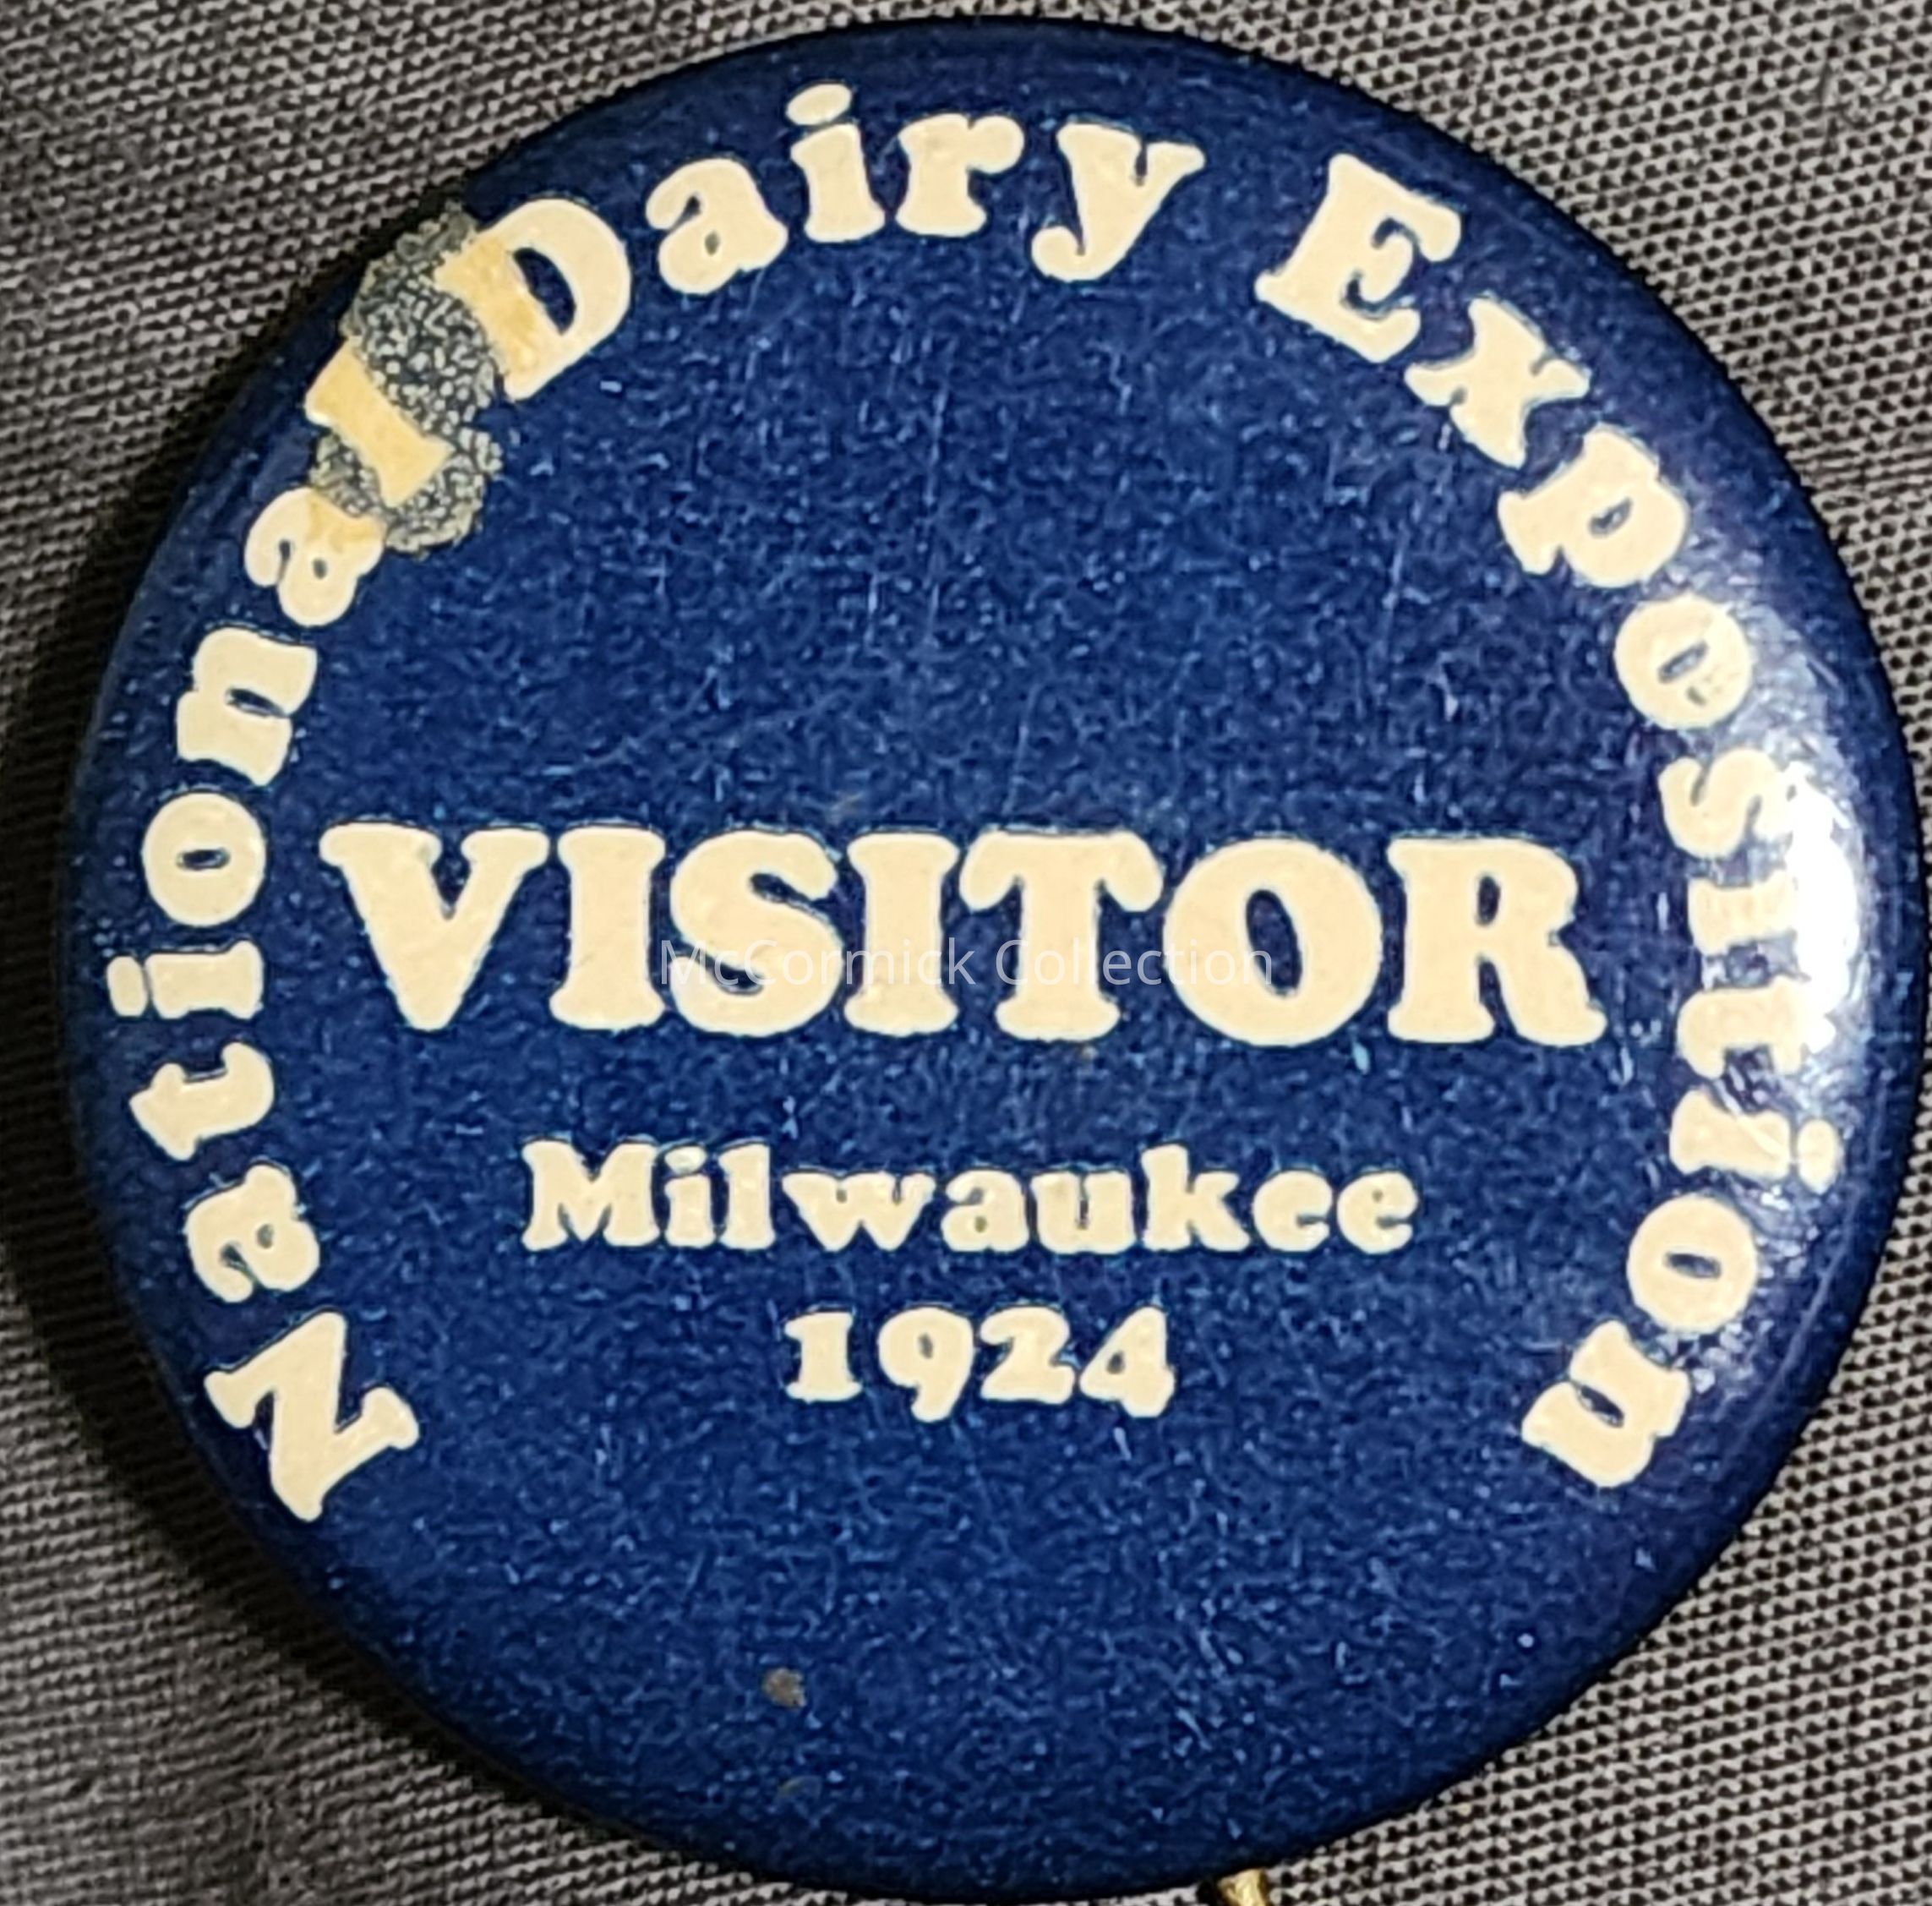 National Dairy Exposition
VISITOR
McCormick Collection
Milwaukee
1924